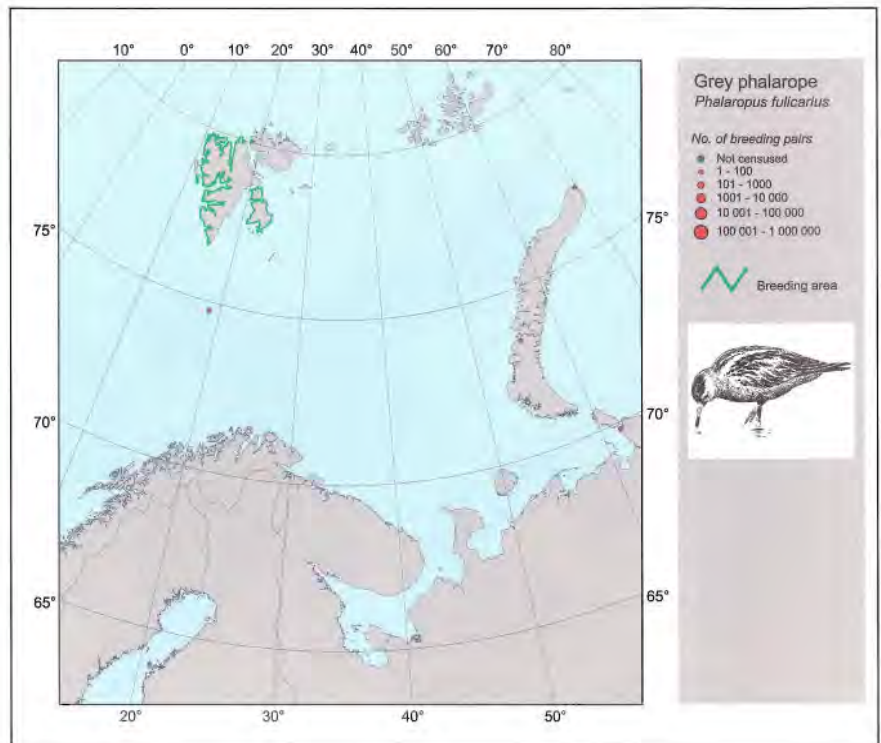 10° 0° 10° 20° 30° 40° 50° 60° 70° 80°
75° 75°
70° 70°
65° 65°
20° 30° 40° 50°
Grey phalarope
Phalaropus fulicarius
No. of breeding pairs
Not censused
1 - 100
101 - 1000
1001 - 10 000
10 001 - 100 000
100 001 - 1 000 000
Breeding area